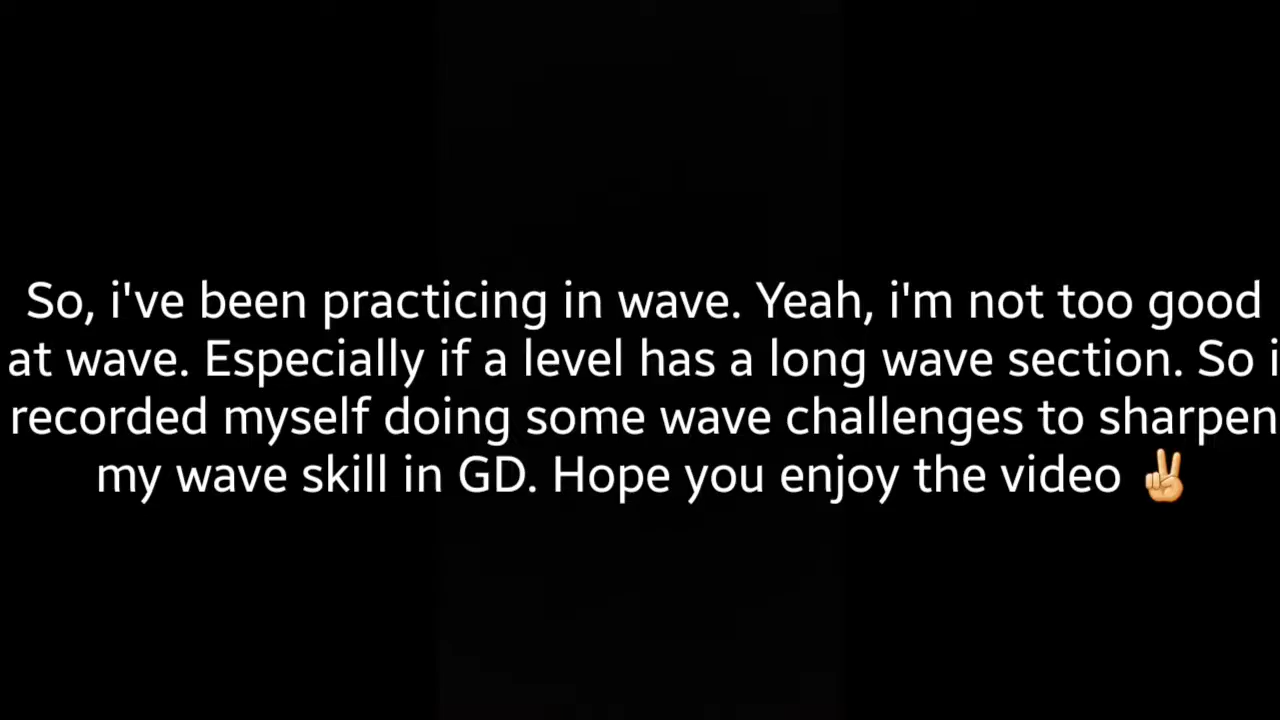 So, i've been practicing in wave. Yeah, i'm not too good
at wave. Especially if a level has a long wave section. So i
recorded myself doing some wave challenges to sharpen
my wave skill in GD. Hope you enjoy the video ✌